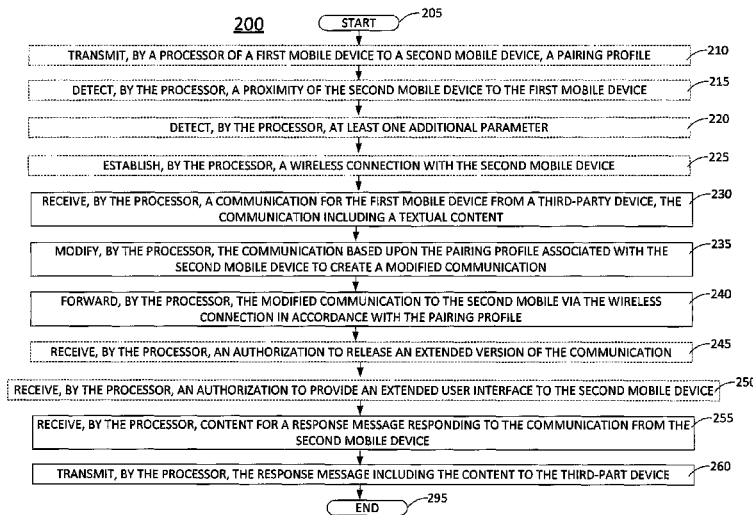 200
START
205
TRANSMIT, BY A PROCESSOR OF A FIRST MOBILE DEVICE TO A SECOND MOBILE DEVICE, A PAIRING PROFILE
210
DETECT, BY THE PROCESSOR, A PROXIMITY OF THE SECOND MOBILE DEVICE TO THE FIRST MOBILE DEVICE
215
DETECT, BY THE PROCESSOR, AT LEAST ONE ADDITIONAL PARAMETER
220
ESTABLISH, BY THE PROCESSOR, A WIRELESS CONNECTION WITH THE SECOND MOBILE DEVICE
225
RECEIVE, BY THE PROCESSOR, A COMMUNICATION FOR THE FIRST MOBILE DEVICE FROM A THIRD-PARTY DEVICE, THE
COMMUNICATION INCLUDING A TEXTUAL CONTENT
230
MODIFY, BY THE PROCESSOR, THE COMMUNICATION BASED UPON THE PAIRING PROFILE ASSOCIATED WITH THE
SECOND MOBILE DEVICE TO CREATE A MODIFIED COMMUNICATION
235
FORWARD, BY THE PROCESSOR, THE MODIFIED COMMUNICATION TO THE SECOND MOBILE VIA THE WIRELESS
CONNECTION IN ACCORDANCE WITH THE PAIRING PROFILE
240
RECEIVE, BY THE PROCESSOR, AN AUTHORIZATION TO RELEASE AN EXTENDED VERSION OF THE COMMUNICATION
245
RECEIVE, BY THE PROCESSOR, AN AUTHORIZATION TO PROVIDE AN EXTENDED USER INTERFACE TO THE SECOND MOBILE DEVICE
250
RECEIVE, BY THE PROCESSOR, CONTENT FOR A RESPONSE MESSAGE RESPONDING TO THE COMMUNICATION FROM THE
SECOND MOBILE DEVICE
255
TRANSMIT, BY THE PROCESSOR, THE RESPONSE MESSAGE INCLUDING THE CONTENT TO THE THIRD-PART DEVICE
260
END
295